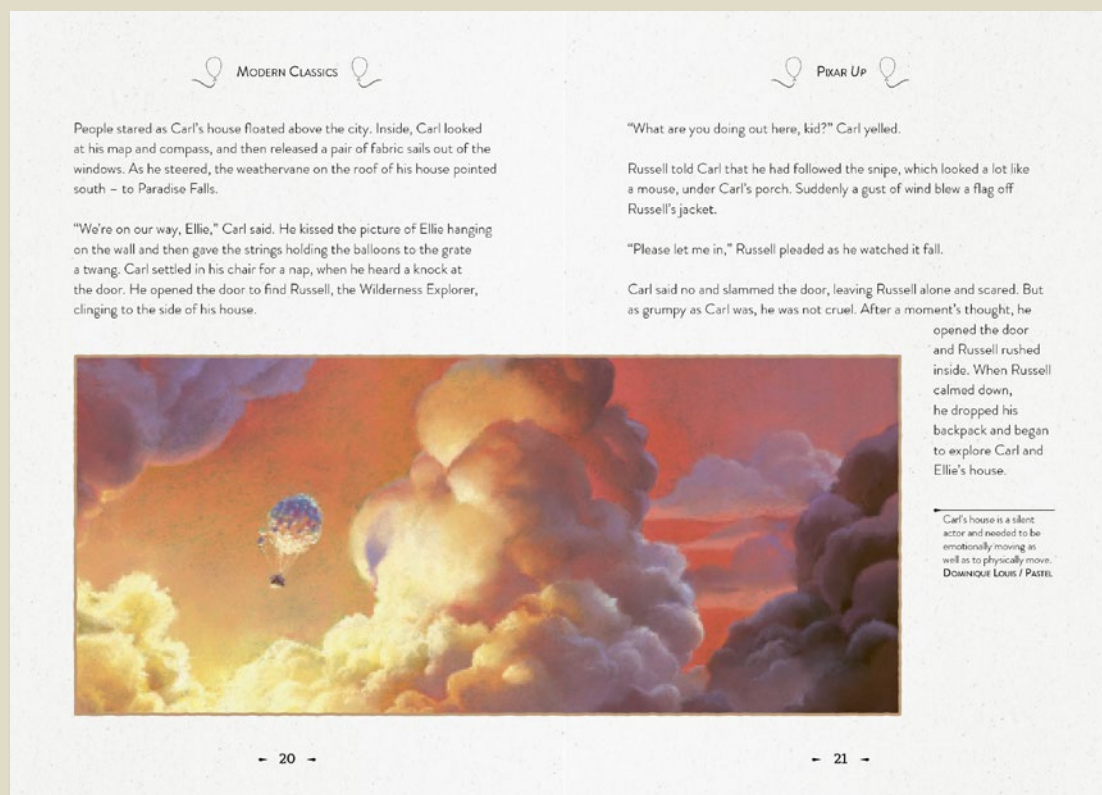 Modern Classics
People stared as Carl's house floated above the city. Inside, Carl looked
at his map and compass, and then released a pair of fabric sails out of the
windows. As he steered, the weathervane on the roof of his house pointed
south – to Paradise Falls.
“We're on our way, Ellie,” Carl said. He kissed the picture of Ellie hanging
on the wall and then gave the strings holding the balloons to the grate
a twang. Carl settled in his chair for a nap, when he heard a knock at
the door. He opened the door to find Russell, the Wilderness Explorer,
clinging to the side of his house.
20
Pixar Up
“What are you doing out here, kid?” Carl yelled.
Russell told Carl that he had followed the snipe, which looked a lot like
a mouse, under Carl's porch. Suddenly a gust of wind blew a flag off
Russell's jacket.
“Please let me in,” Russell pleaded as he watched it fall.
Carl said no and slammed the door, leaving Russell alone and scared. But
as grumpy as Carl was, he was not cruel. After a moment's thought, he
opened the door
and Russell rushed
inside. When Russell
calmed down,
he dropped his
backpack and began
to explore Carl and
Ellie's house.
Carl's house is a silent
actor and needed to be
emotionally moving as
well as to physically move.
Dominique Louis / Pastel
21